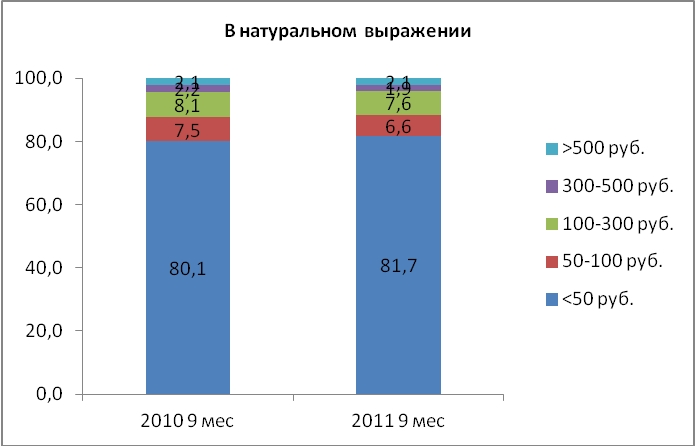 В натуральном выражении
100,0
80,0
60,0
40,0
20,0
0,0
2,1
2,2
8,1
7,5
80,1
2,1
1,9
7,6
6,6
81,7
2010 9 мес
2011 9 мес
>500 руб.
300-500 руб.
100-300 руб.
50-100 руб.
<50 руб.